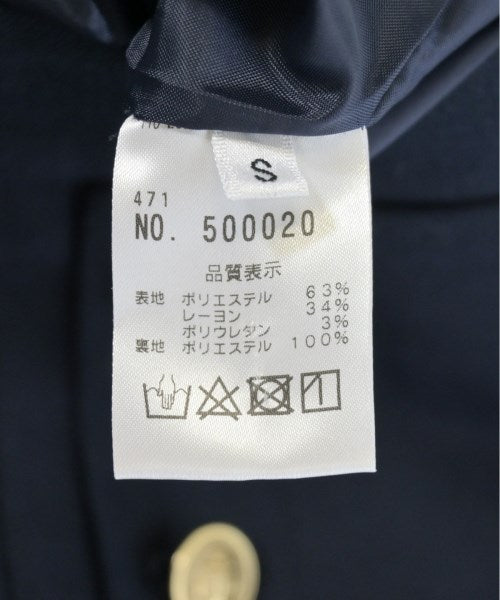 S
471
NO. 500020
品質表示
表地 ポリエステル 63%
レーヨン 34%
ポリウレタン 3%
裏地 ポリエステル 100%